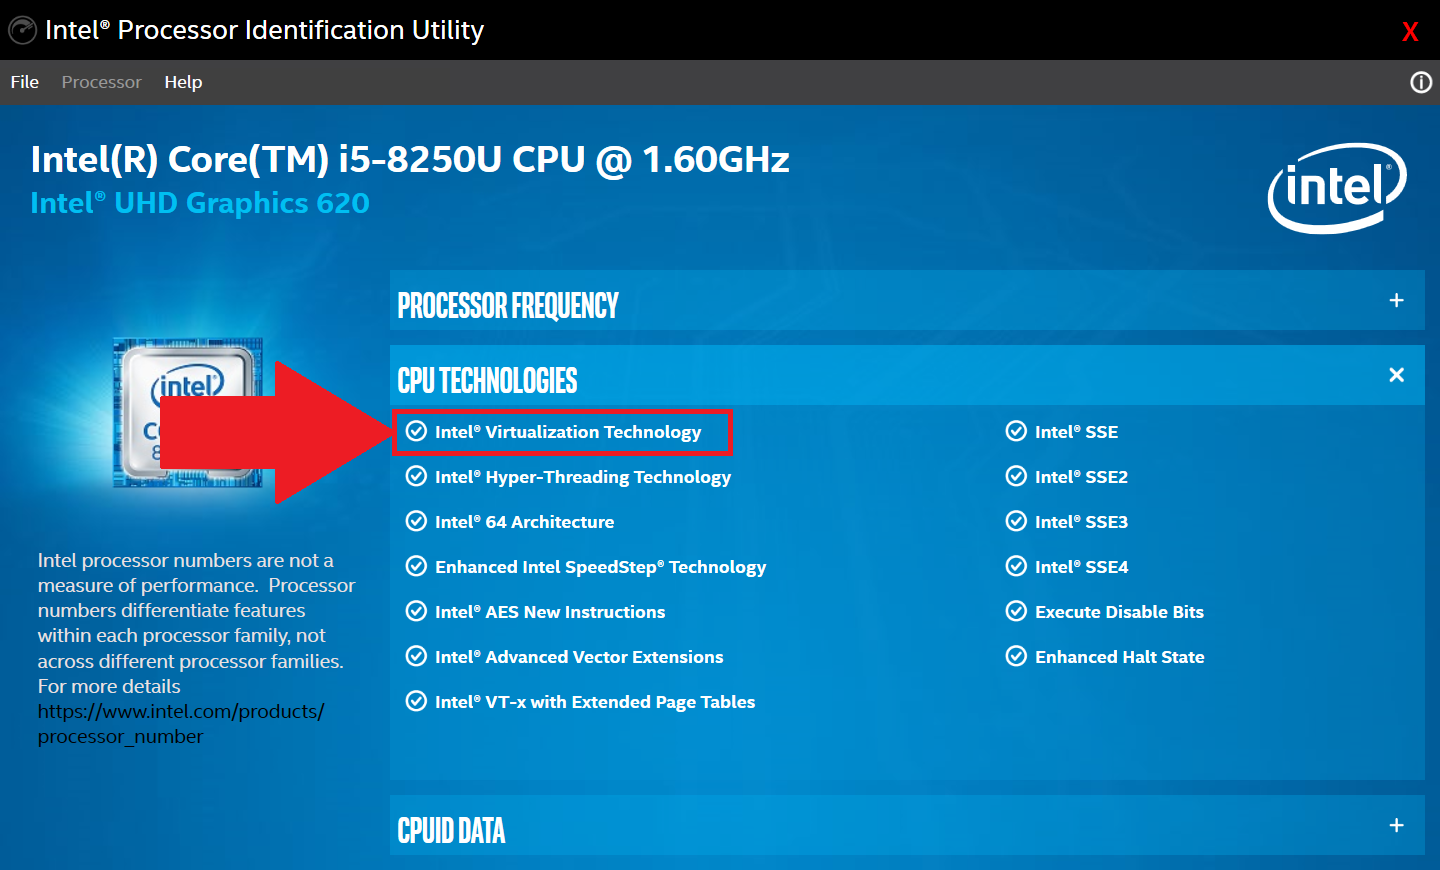 Intel® Processor Identification Utility
X
File Processor Help
Intel(R) Core(TM) i5-8250U CPU @ 1.60GHz
Intel® UHD Graphics 620
intel®
PROCESSOR FREQUENCY
+
CPU TECHNOLOGIES
intel
Intel® Virtualization Technology
Intel® Hyper-Threading Technology
Intel® 64 Architecture
Enhanced Intel SpeedStep® Technology
Intel® AES New Instructions
Intel® Advanced Vector Extensions
Intel® VT-x with Extended Page Tables
Intel® SSE
Intel® SSE2
Intel® SSE3
Intel® SSE4
Execute Disable Bits
Enhanced Halt State
Intel processor numbers are not a
measure of performance. Processor
numbers differentiate features
within each processor family, not
across different processor families.
For more details
https://www.intel.com/products/
processor_number
CPUID DATA
+